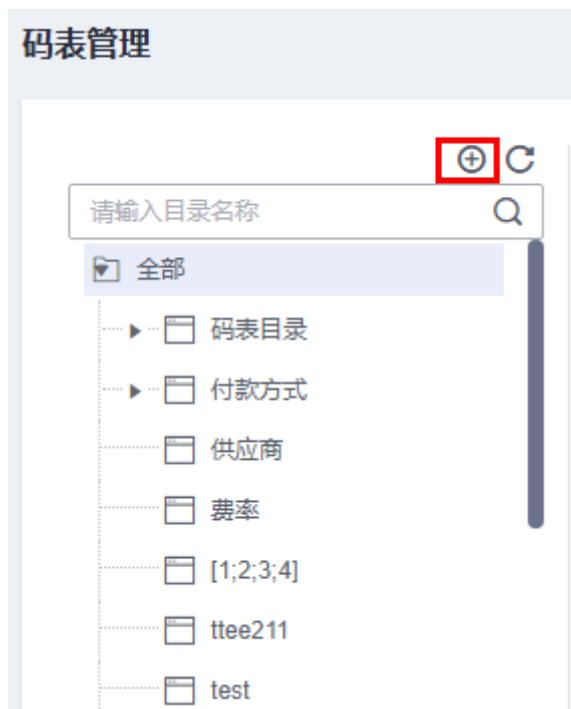 码表管理
请输入目录名称
全部
码表目录
付款方式
供应商
费率
[1;2;3;4]
ttee211
test